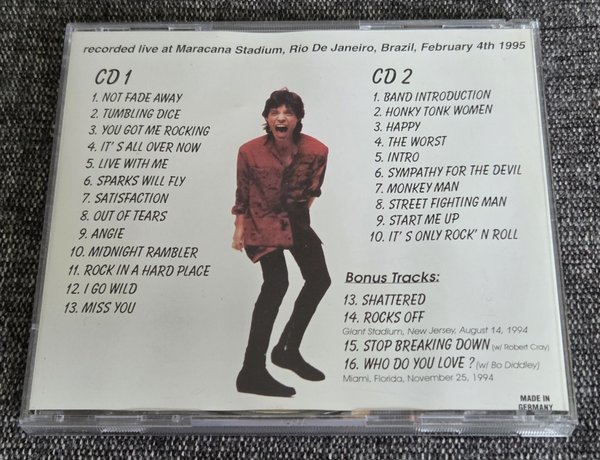 recorded live at Maracana Stadium, Rio De Janeiro, Brazil, February 4th 1995
CD 1
1. NOT FADE AWAY
2. TUMBLING DICE
3. YOU GOT ME ROCKING
4. IT'S ALL OVER NOW
5. LIVE WITH ME
6. SPARKS WILL FLY
7. SATISFACTION
8. OUT OF TEARS
9. ANGIE
10. MIDNIGHT RAMBLER
11. ROCK IN A HARD PLACE
12. I GO WILD
13. MISS YOU
CD 2
1. BAND INTRODUCTION
2. HONKY TONK WOMEN
3. HAPPY
4. THE WORST
5. INTRO
6. SYMPATHY FOR THE DEVIL
7. MONKEY MAN
8. STREET FIGHTING MAN
9. START ME UP
10. IT'S ONLY ROCK'N ROLL
Bonus Tracks:
13. SHATTERED
14. ROCKS OFF
Giant Stadium, New Jersey, August 14, 1994
15. STOP BREAKING DOWN (w/ Robert Cray)
16. WHO DO YOU LOVE? (w/ Bo Diddley)
Miami, Florida, November 25, 1994
MADE IN
GERMANY